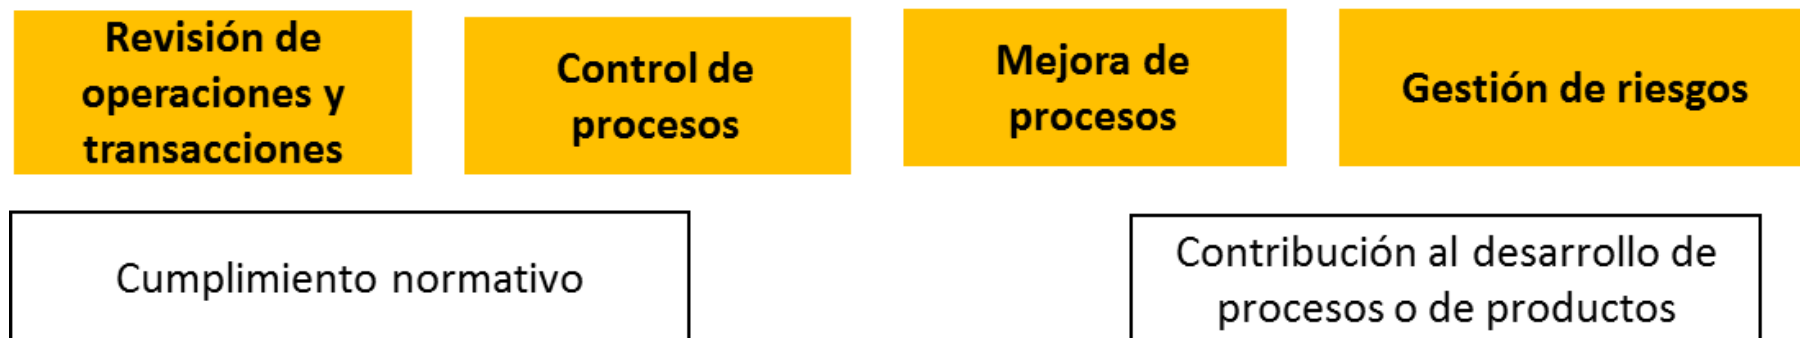 Revisión de
operaciones y
transacciones
Control de
procesos
Mejora de
procesos
Gestión de riesgos
Cumplimiento normativo
Contribución al desarrollo de
procesos o de productos